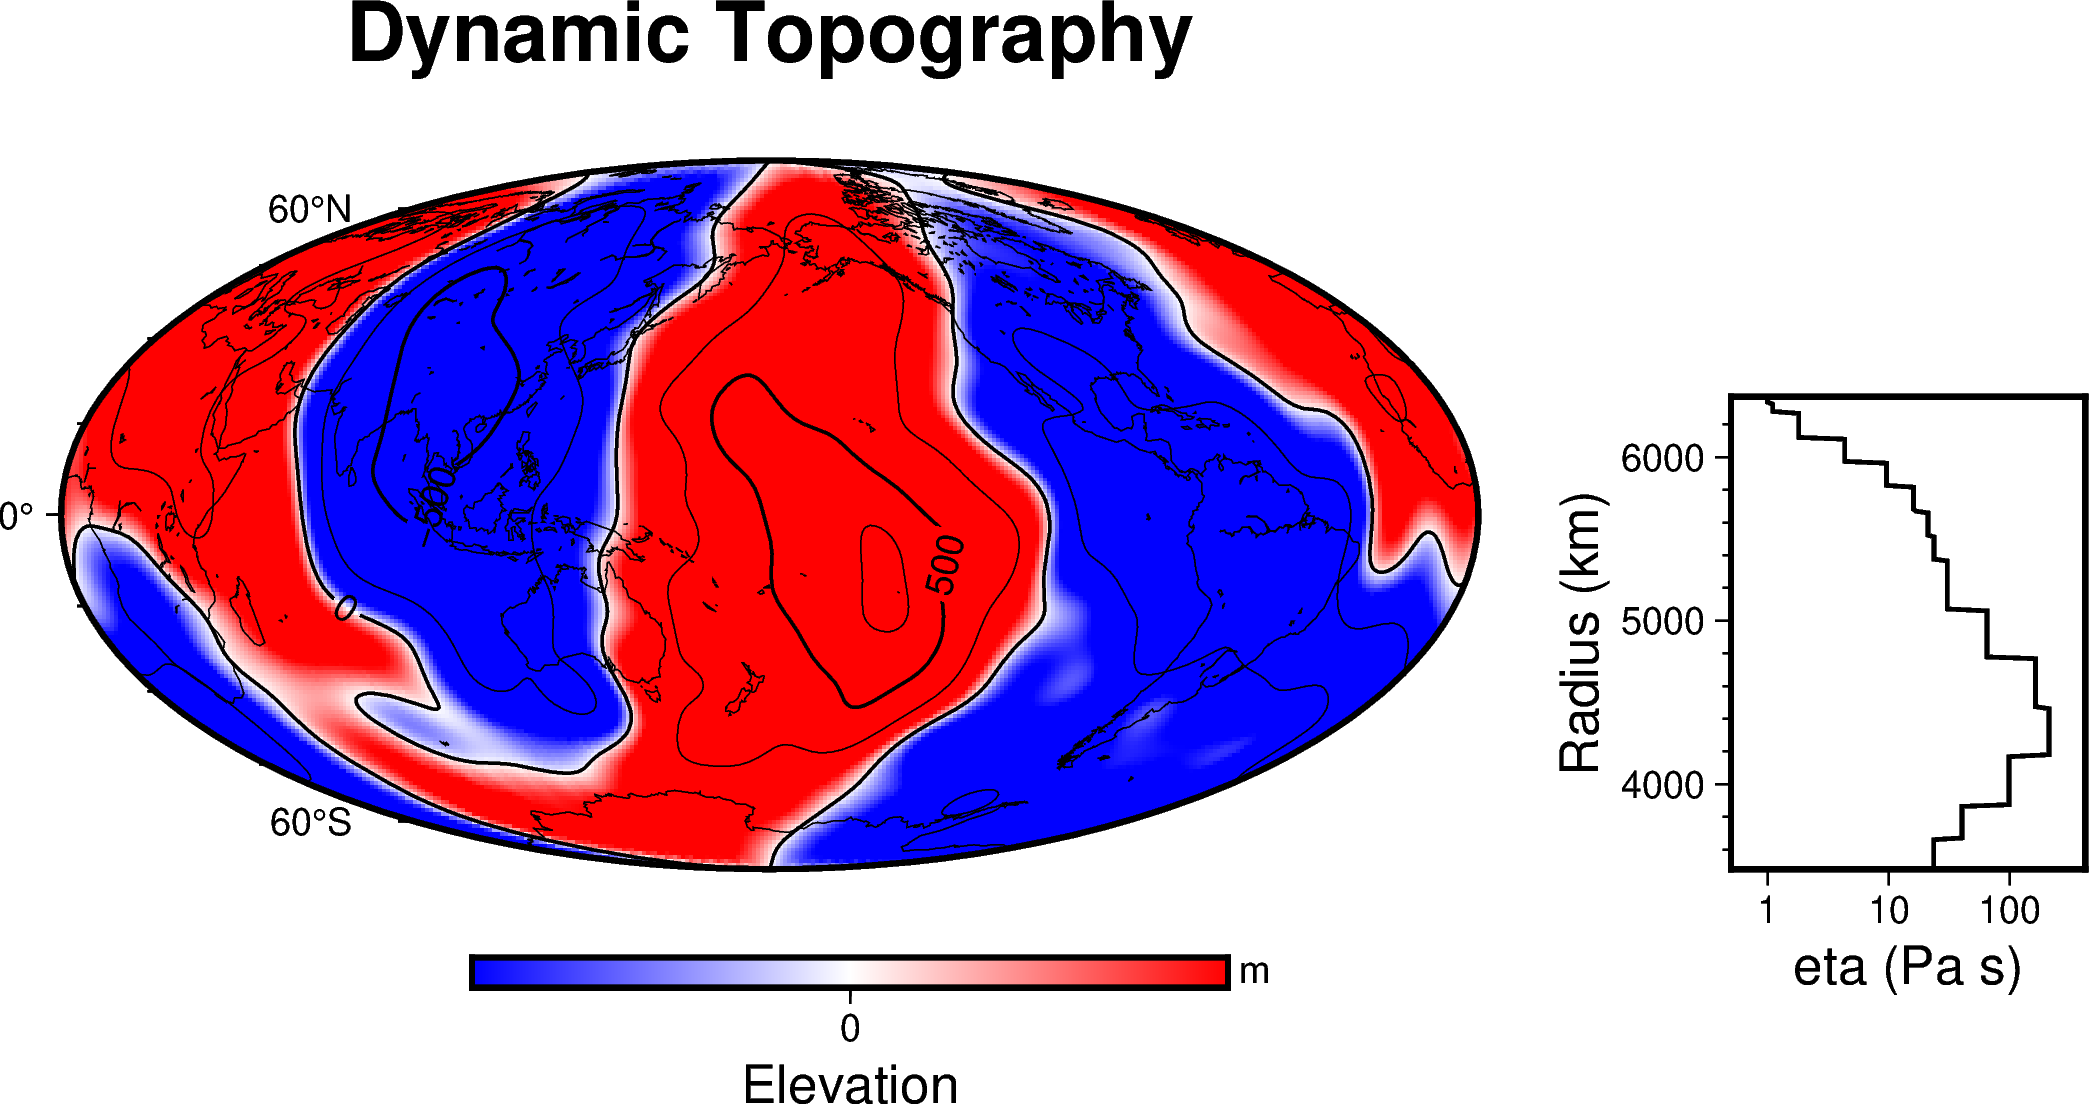 Dynamic Topography
60°N
0°
60°S
-500
0
500
m
0
Elevation
6000
5000
4000
Radius (km)
1 10 100
eta (Pa s)